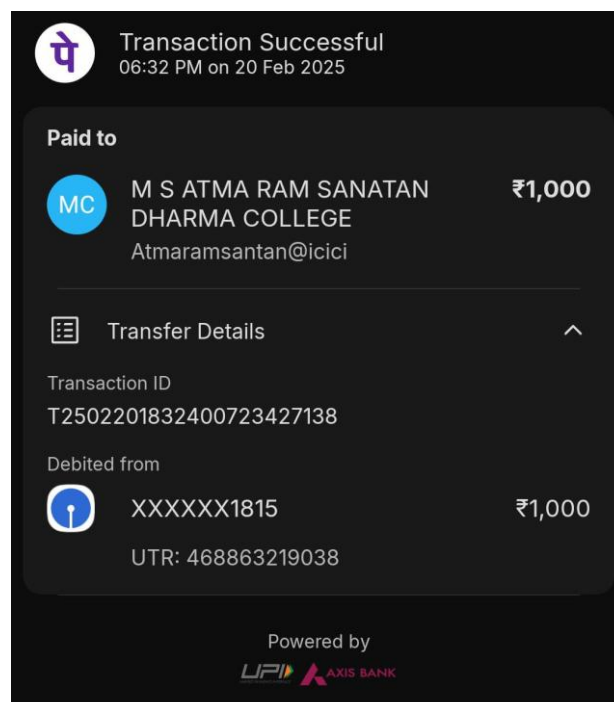 पे
Transaction Successful
06:32 PM on 20 Feb 2025
Paid to
MC
M S ATMA RAM SANATAN
DHARMA COLLEGE
₹1,000
Atmaramsantan@icici
Transfer Details
Transaction ID
T2502201832400723427138
Debited from
XXXXXX1815
₹1,000
UTR: 468863219038
Powered by
UPI
AXIS BANK